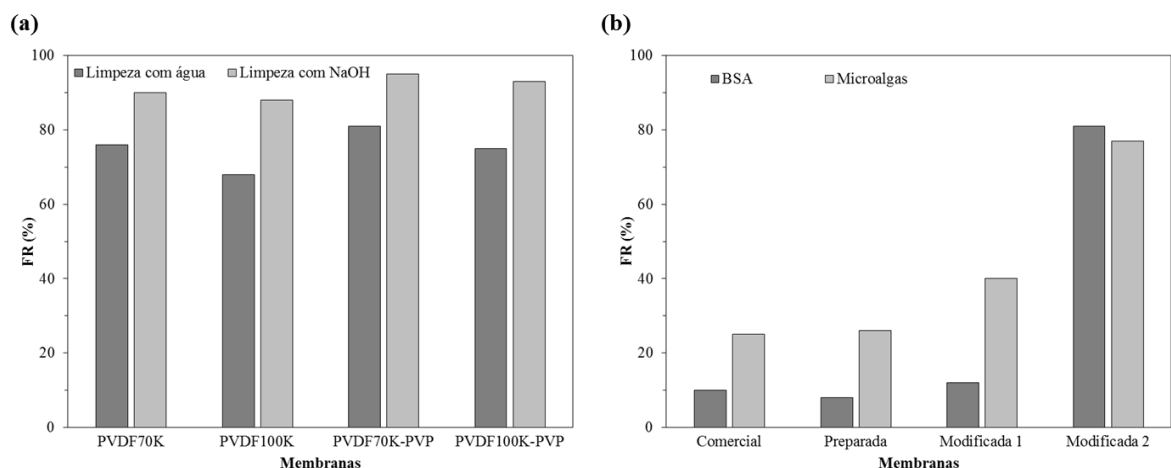 (a)
Limpeza com água
Limpeza com NaOH
FR (%)
100
80
60
40
20
0
PVDF70K
PVDF100K
PVDF70K-PVP
PVDF100K-PVP
Membranas
(b)
BSA
Microalgas
FR (%)
100
80
60
40
20
0
Comercial
Preparada
Modificada 1
Modificada 2
Membranas